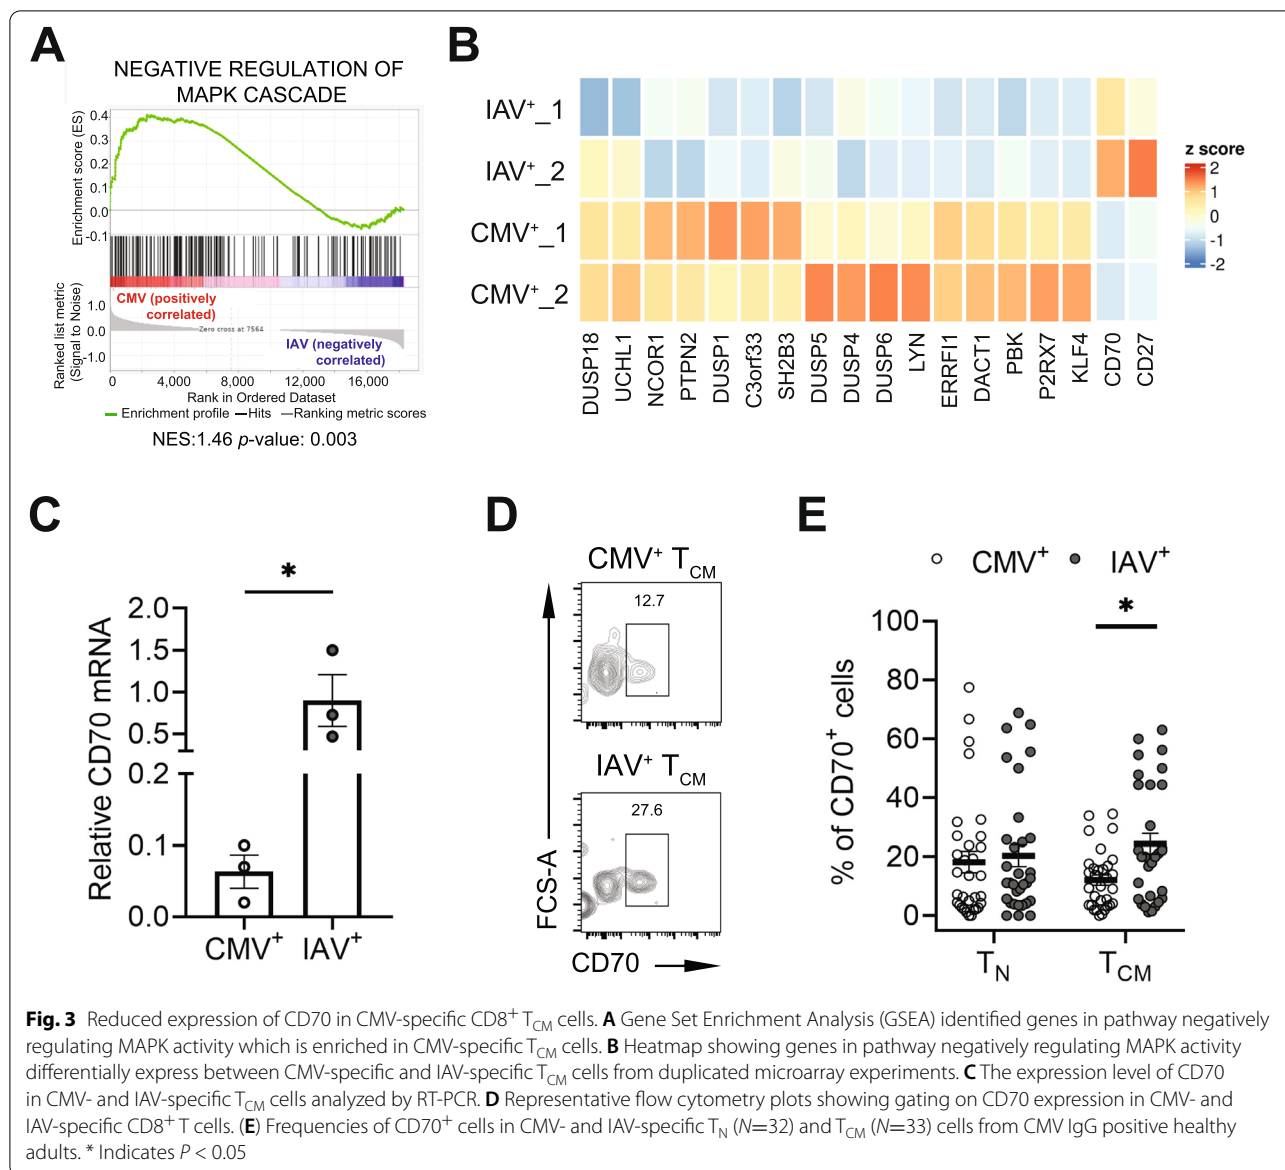 A
NEGATIVE REGULATION OF
MAPK CASCADE
Enrichment score (ES)
0.4
0.3
0.2
0.1
0.0
-0.1
CMV (positively
correlated)
Zero cross at 7564
IAV (negatively
correlated)
Ranked list metric
(Signal to Noise)
1.0
0.0
-1.0
0 4,000 8,000 12,000 16,000
Rank in Ordered Dataset
Enrichment profile Hits Ranking metric scores
NES:1.46 p-value: 0.003
B
IAV+_1
IAV+_2
CMV+_1
CMV+_2
DUSP18 UCHL1 NCOR1 PTPN2 DUSP1 C3orf33 SH2B3 DUSP5 DUSP4 DUSP6 LYN ERRFI1 DACT1 PBK P2RX7 KLF4 CD70 CD27
z score
2
1
0
-1
-2
C
Relative CD70 mRNA
*
2.0
1.5
1.0
0.5
0.2
0.1
0.0
CMV+ IAV+
D
CMV+ TCM
12.7
IAV+ TCM
27.6
FCS-A
CD70
E
CMV+ IAV+
*
% of CD70+ cells
100
80
60
40
20
0
TN TCM
Fig. 3 Reduced expression of CD70 in CMV-specific CD8+ TCM cells. A Gene Set Enrichment Analysis (GSEA) identified genes in pathway negatively
regulating MAPK activity which is enriched in CMV-specific TCM cells. B Heatmap showing genes in pathway negatively regulating MAPK activity
differentially express between CMV-specific and IAV-specific TCM cells from duplicated microarray experiments. C The expression level of CD70
in CMV- and IAV-specific TCM cells analyzed by RT-PCR. D Representative flow cytometry plots showing gating on CD70 expression in CMV- and
IAV-specific CD8+ T cells. (E) Frequencies of CD70+ cells in CMV- and IAV-specific TN (N=32) and TCM (N=33) cells from CMV IgG positive healthy
adults. * Indicates P < 0.05